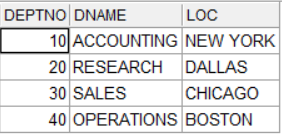 DEPTNO DNAME LOC
10 ACCOUNTING NEW YORK
20 RESEARCH DALLAS
30 SALES CHICAGO
40 OPERATIONS BOSTON